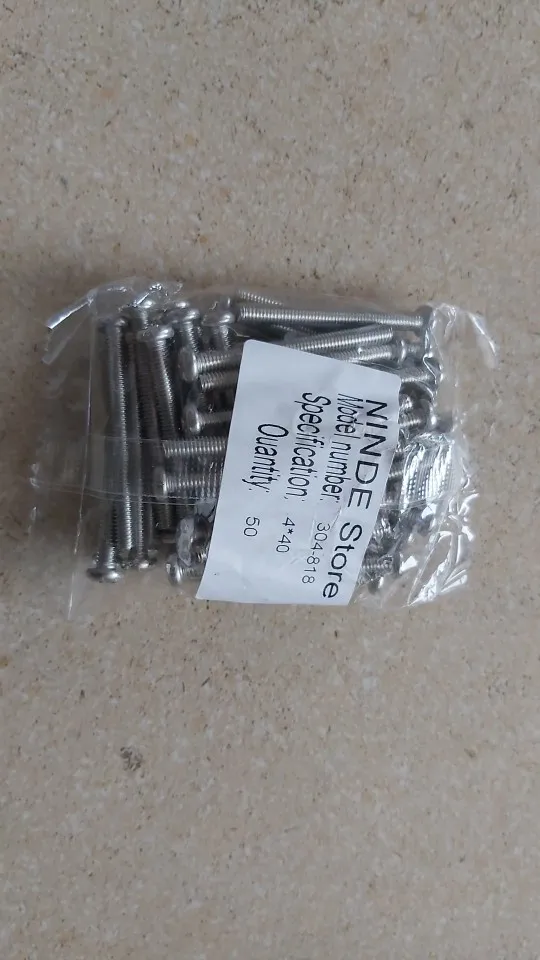 NINDE Store
Model number: 304-818
Specification: 4*40
Quantity: 50